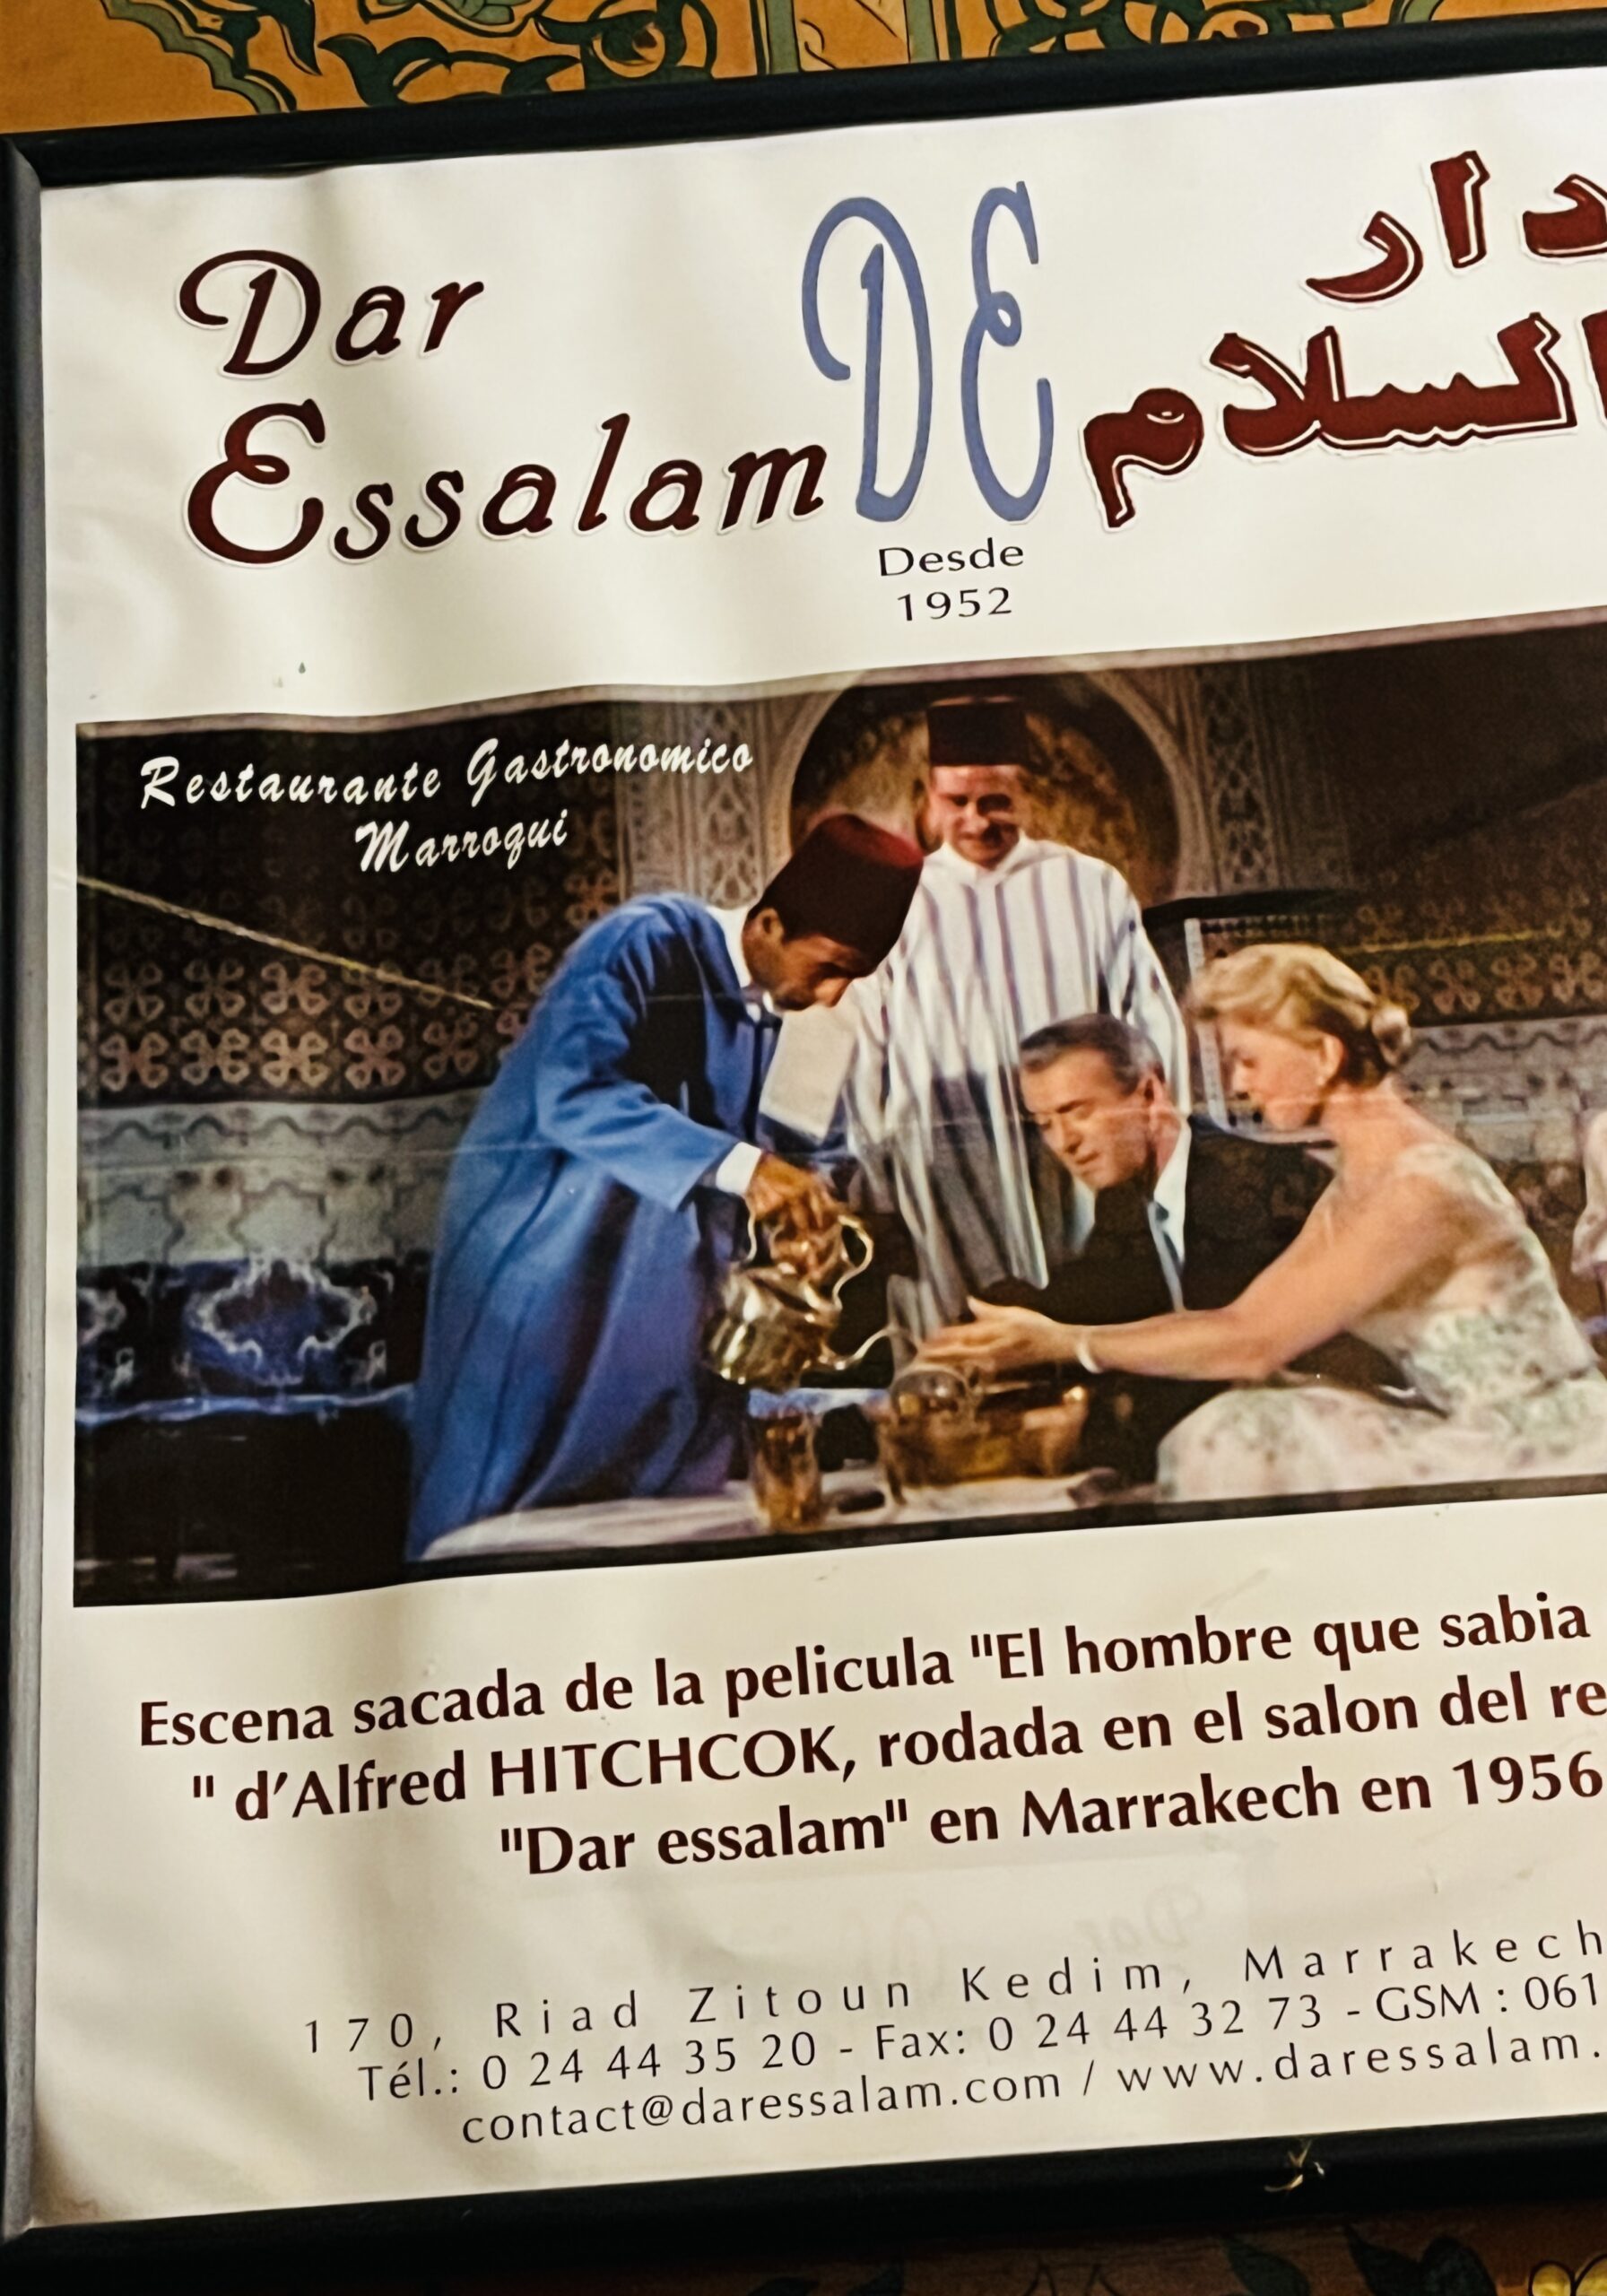 Dar
Essalam
DE
دار
السلام
Desde
1952
Restaurante Gastronomico
Marroqui
Escena sacada de la pelicula "El hombre que sabia
" d'Alfred HITCHCOK, rodada en el salon del re
"Dar essalam" en Marrakech en 1956
170, Riad Zitoun Kedim, Marrakech
Tél.: 0 24 44 35 20 - Fax: 0 24 44 32 73 - GSM : 061
contact@daressalam.com / www.daressalam.